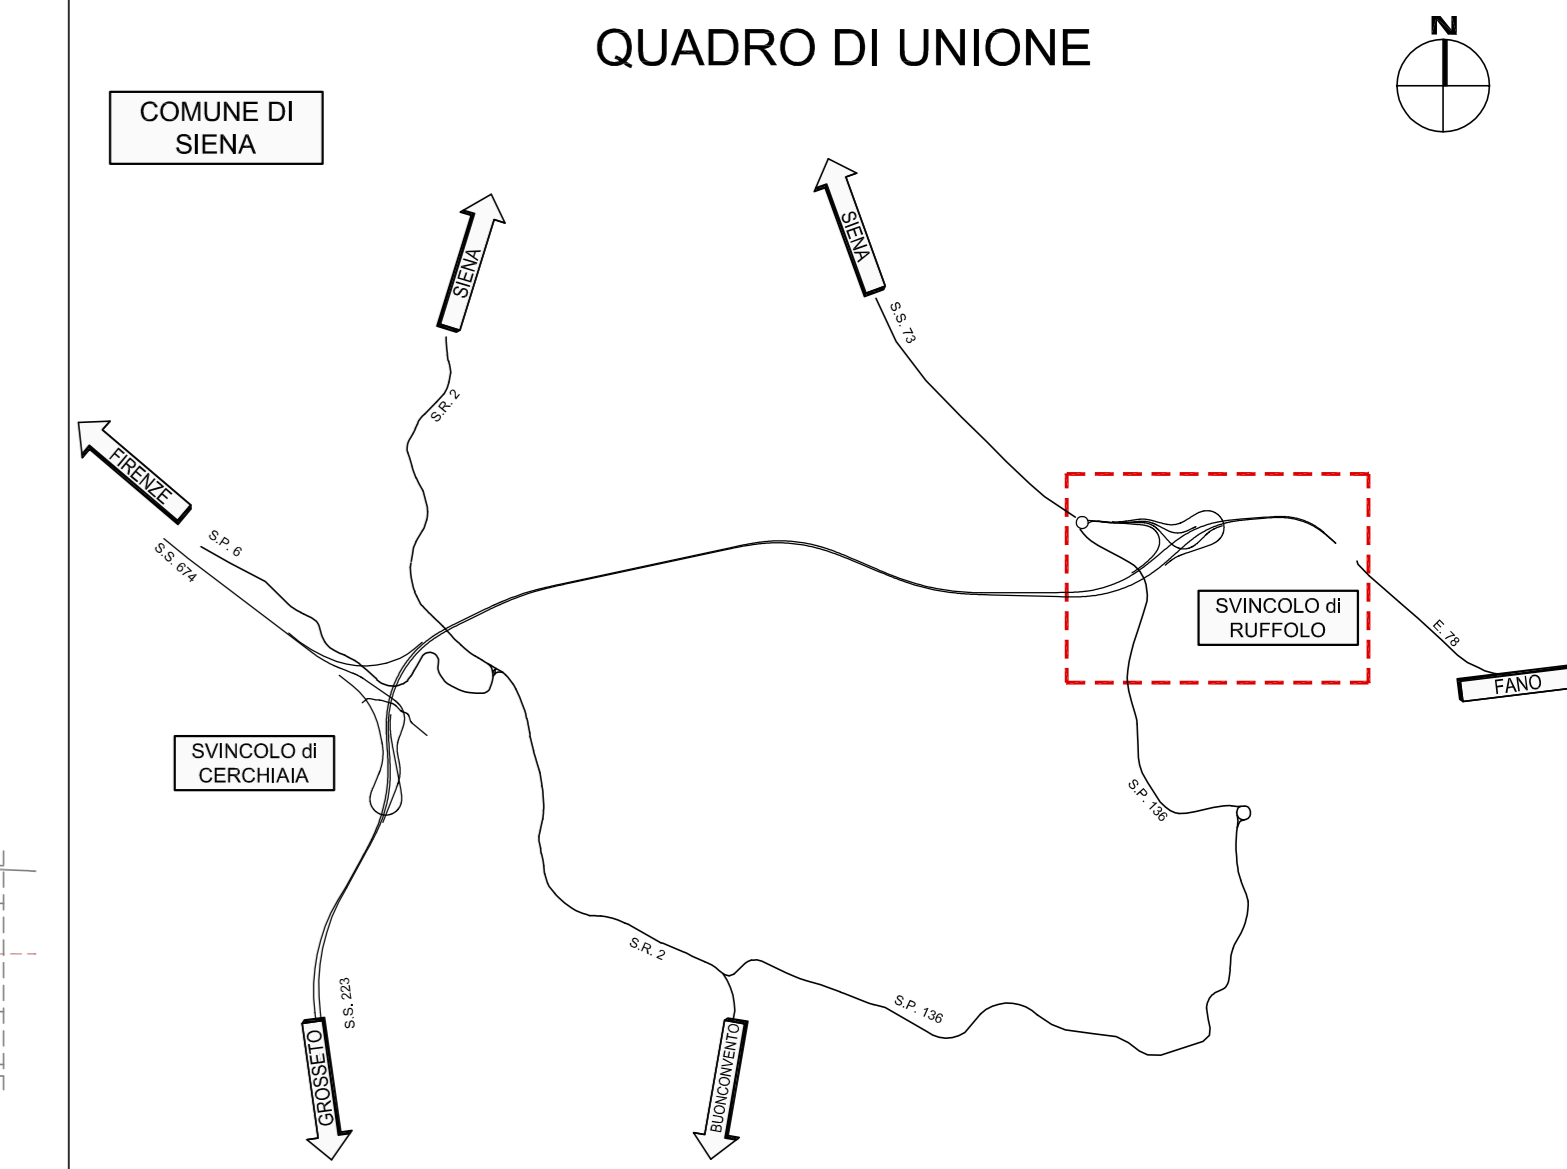 QUADRO DI UNIONE
N
COMUNE DI
SIENA
SIENA
SIENA
S.S. 73
S.R. 2
FIRENZE
S.P. 6
S.S. 674
SVINCOLO di
RUFFOLO
E. 78
FANO
SVINCOLO di
CERCHIAIA
S.P. 136
S.R. 2
S.P. 136
S.S. 223
GROSSETO
BUONCONVENTO